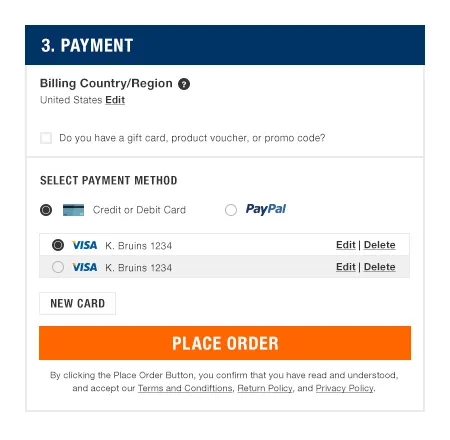 3. PAYMENT
Billing Country/Region ?
United States Edit
Do you have a gift card, product voucher, or promo code?
SELECT PAYMENT METHOD
Credit or Debit Card PayPal
VISA K. Bruins 1234 Edit | Delete
VISA K. Bruins 1234 Edit | Delete
NEW CARD
PLACE ORDER
By clicking the Place Order Button, you confirm that you have read and understood,
and accept our Terms and Condiftions, Return Policy, and Privacy Policy.